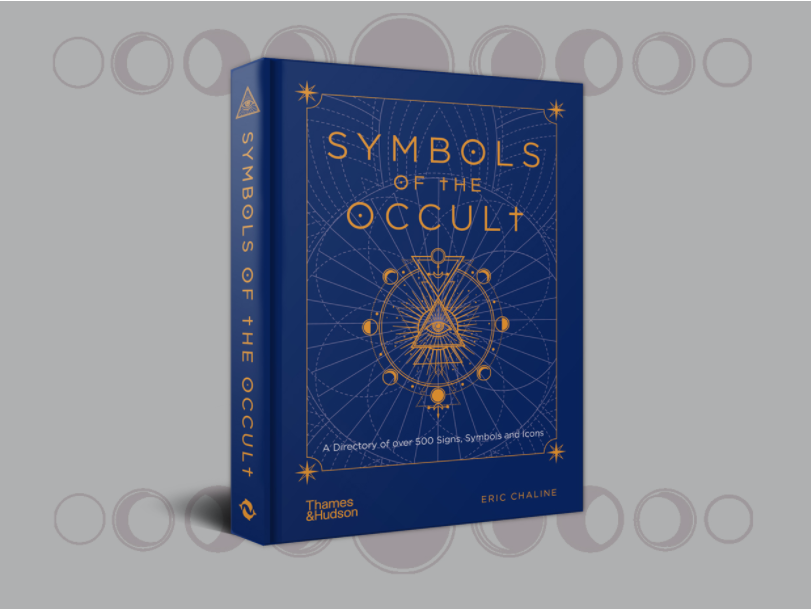 SYMBOLS
OF THE
OCCULT
A Directory of over 500 Signs, Symbols and Icons
Thames
&Hudson
ERIC CHALINE
SYMBOLS OF THE OCCULT